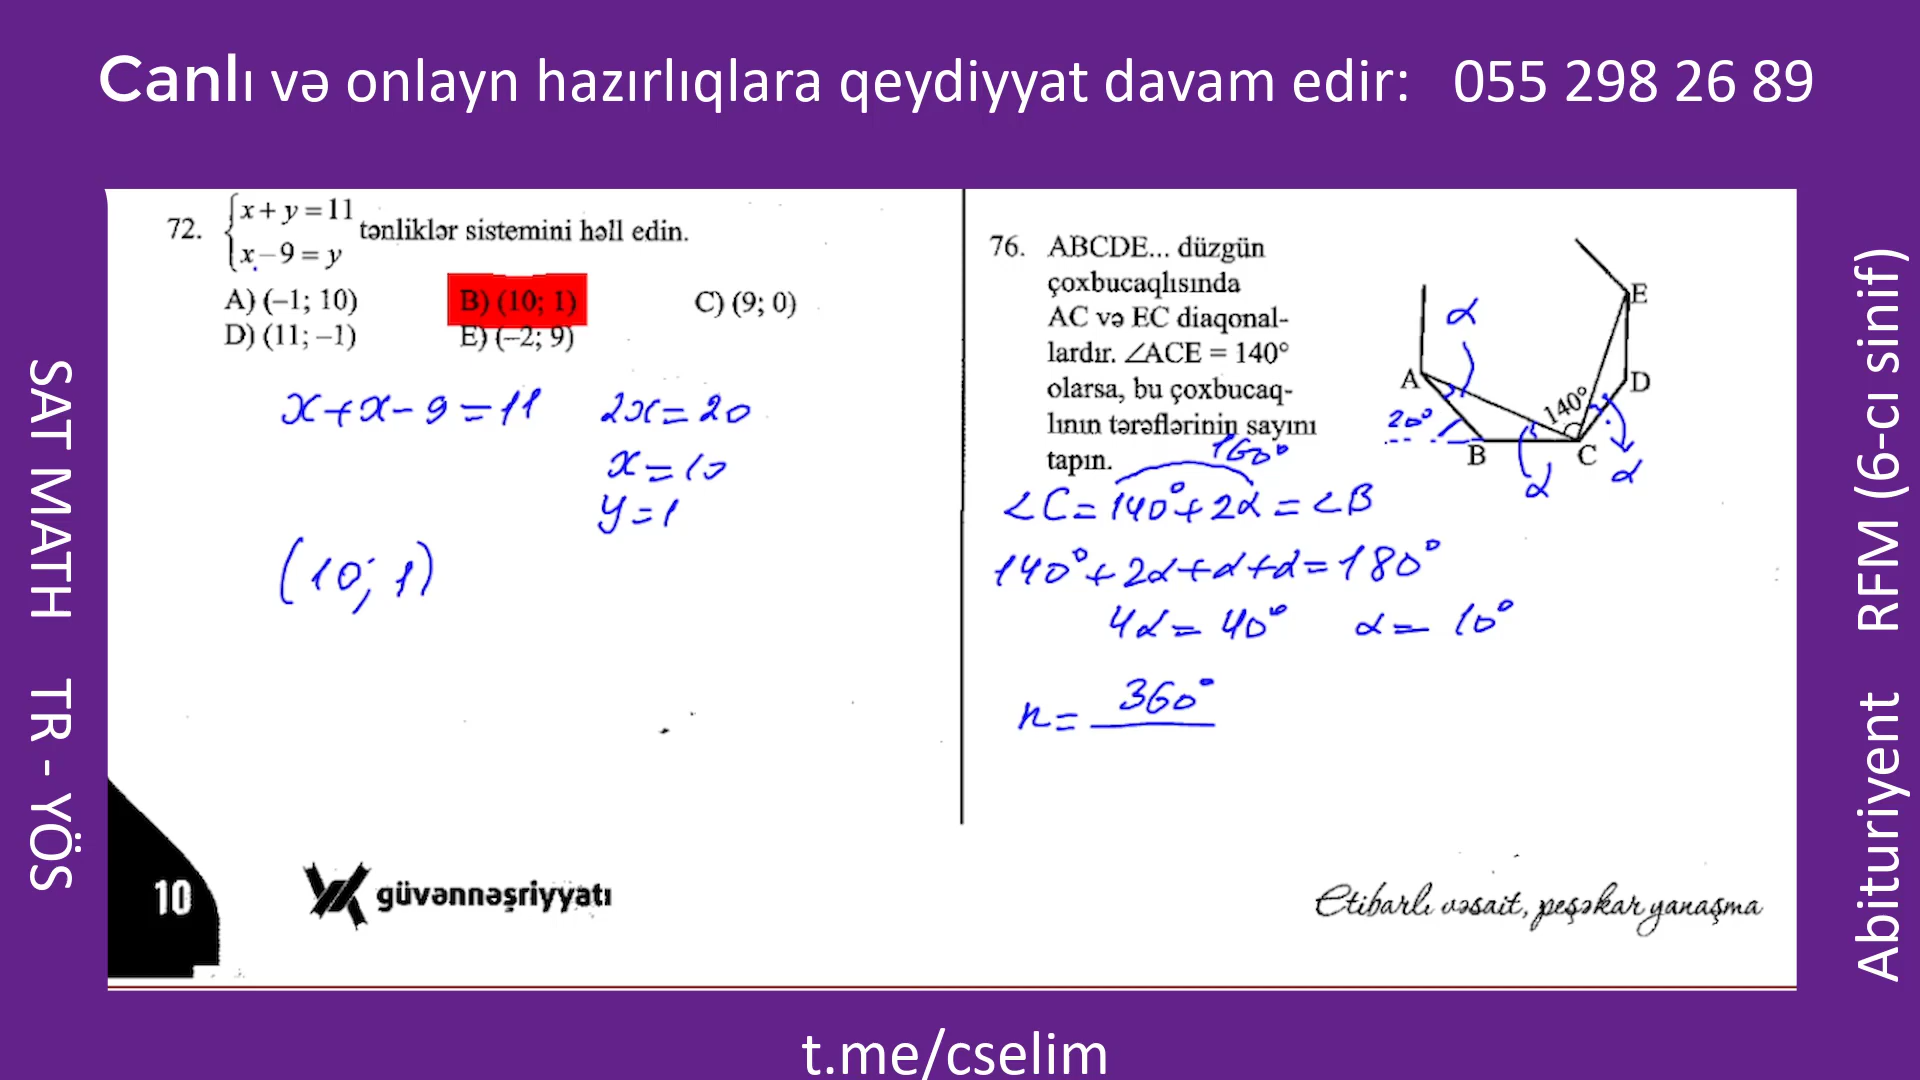 Canlı və onlayn hazırlıqlara qeydiyyat davam edir: 055 298 26 89
SAT MATH TR - YÖS
72. {x + y = 11
x – 9 = y
tənliklər sistemini həll edin.
A) (–1; 10) B) (10; 1) C) (9; 0)
D) (11; –1) E) (–2; 9)
x + x - 9 = 11 2x = 20
x = 10
y = 1
(10; 1)
10
güvənnəşriyyatı
76. ABCDE... düzgün
çoxbucaqlısında
AC və EC diaqonal-
lardır. ∠ACE = 140°
olarsa, bu çoxbucaq-
lının tərəflərinin sayını
tapın.
E
α
A
D
140°
20°
B
C
α
α
160°
∠C = 140° + 2α = ∠B
140° + 2α + α + α = 180°
4α = 40° α = 10°
n = 360°
Etibarlı vəsait, peşəkar yanaşma
Abituriyent RFM (6-cı sinif)
t.me/cselim